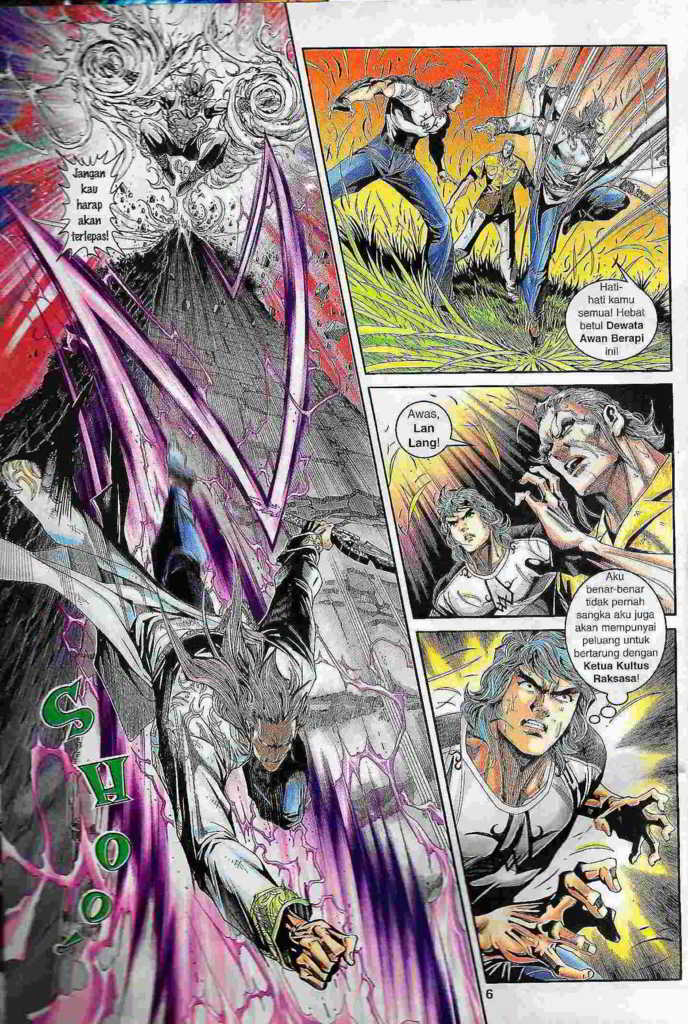 Jangan
kau
harap
akan
terlepas!
SHOOO!
Hati-
hati kamu
semua! Hebat
betul Dewata
Awan Berapi
ini!
Awas,
Lan
Lang!
Aku
benar-benar
tidak pernah
sangka aku juga
akan mempunyai
peluang untuk
bertarung dengan
Ketua Kultus
Raksasa!
6